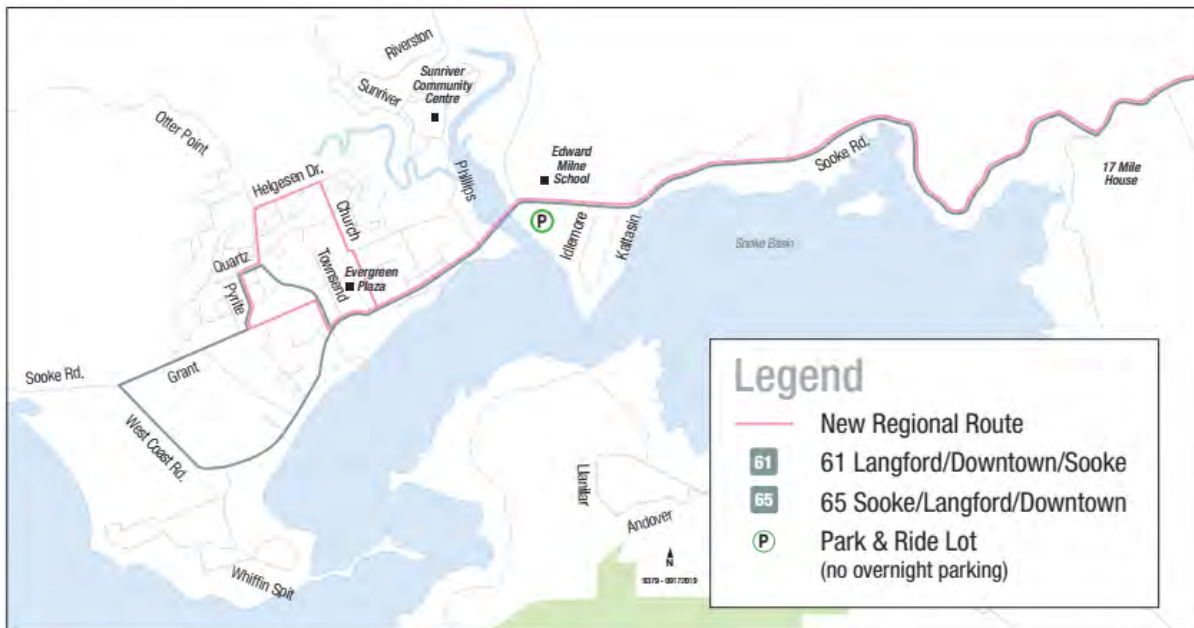 Riverston
Sunriver
Community
Centre
Sunriver
Otter Point
Edward
Milne
School
Phillips
Sooke Rd.
17 Mile
House
Helgesen Dr.
Church
P
Idlemore
Kaltasin
Sooke Basin
Quartz
Townsend
Evergreen
Plaza
Pyrite
Grant
Sooke Rd.
West Coast Rd.
Whiffin Spit
Llanilar
Andover
N
9379 - 09172019
Legend
New Regional Route
61 61 Langford/Downtown/Sooke
65 65 Sooke/Langford/Downtown
P Park & Ride Lot
(no overnight parking)